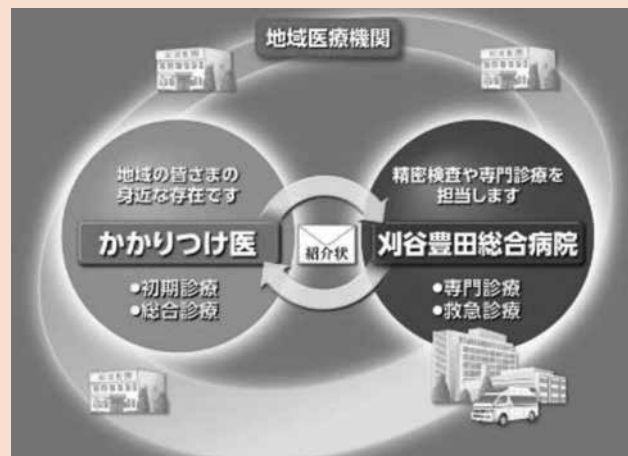 地域医療機関
地域の皆さまの
身近な存在です
かかりつけ医
●初期診療
●総合診療
紹介状
精密検査や専門診療を
担当します
刈谷豊田総合病院
●専門診療
●救急診療